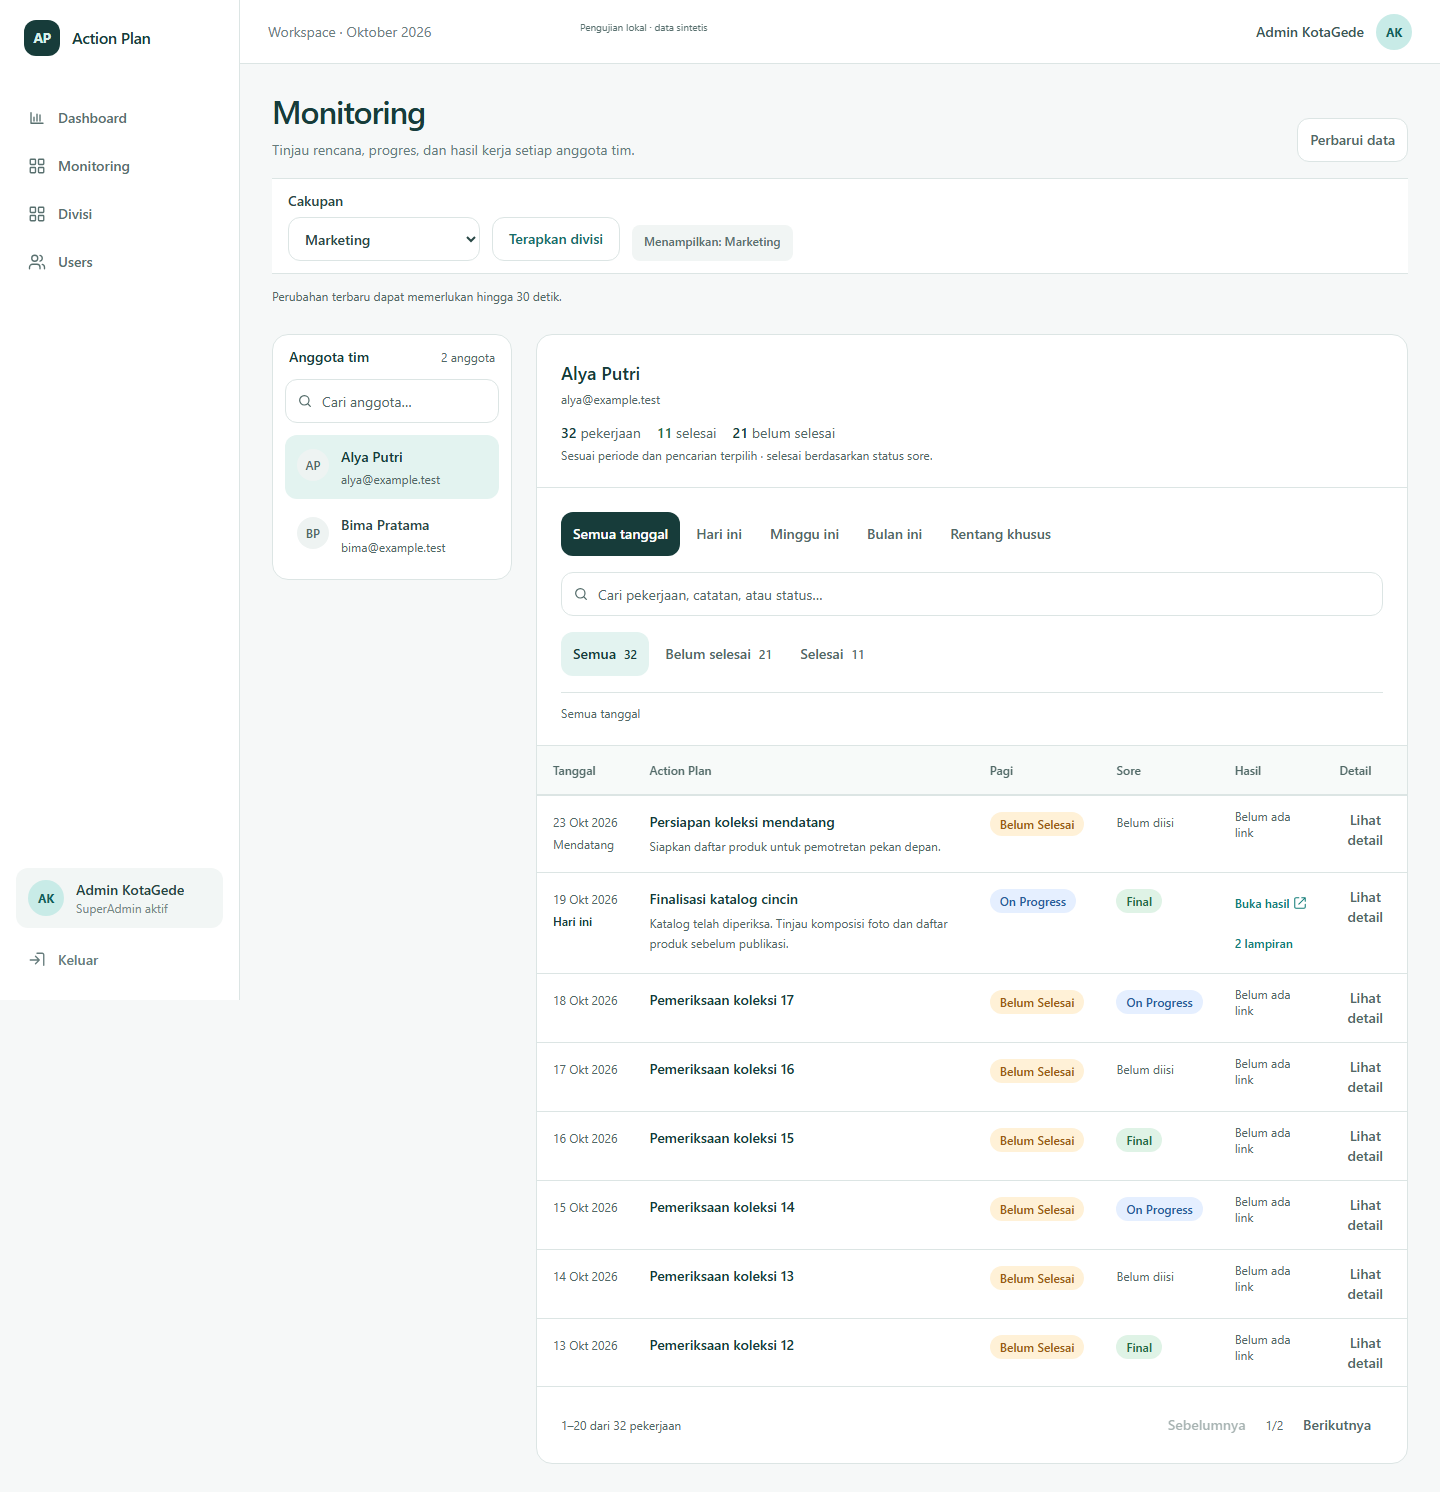 AP Action Plan
Dashboard
Monitoring
Divisi
Users
AK Admin KotaGede
SuperAdmin aktif
Keluar
Workspace · Oktober 2026
Pengujian lokal · data sintetis
Admin KotaGede AK
Monitoring
Tinjau rencana, progres, dan hasil kerja setiap anggota tim.
Perbarui data
Cakupan
Marketing
Terapkan divisi
Menampilkan: Marketing
Perubahan terbaru dapat memerlukan hingga 30 detik.
Anggota tim 2 anggota
Cari anggota...
AP Alya Putri
alya@example.test
BP Bima Pratama
bima@example.test
Alya Putri
alya@example.test
32 pekerjaan 11 selesai 21 belum selesai
Sesuai periode dan pencarian terpilih · selesai berdasarkan status sore.
Semua tanggal Hari ini Minggu ini Bulan ini Rentang khusus
Cari pekerjaan, catatan, atau status...
Semua 32 Belum selesai 21 Selesai 11
Semua tanggal
Tanggal Action Plan Pagi Sore Hasil Detail
23 Okt 2026
Mendatang
Persiapan koleksi mendatang
Siapkan daftar produk untuk pemotretan pekan depan.
Belum Selesai
Belum diisi
Belum ada
link
Lihat
detail
19 Okt 2026
Hari ini
Finalisasi katalog cincin
Katalog telah diperiksa. Tinjau komposisi foto dan daftar
produk sebelum publikasi.
On Progress
Final
Buka hasil
2 lampiran
Lihat
detail
18 Okt 2026
Pemeriksaan koleksi 17
Belum Selesai
On Progress
Belum ada
link
Lihat
detail
17 Okt 2026
Pemeriksaan koleksi 16
Belum Selesai
Belum diisi
Belum ada
link
Lihat
detail
16 Okt 2026
Pemeriksaan koleksi 15
Belum Selesai
Final
Belum ada
link
Lihat
detail
15 Okt 2026
Pemeriksaan koleksi 14
Belum Selesai
On Progress
Belum ada
link
Lihat
detail
14 Okt 2026
Pemeriksaan koleksi 13
Belum Selesai
Belum diisi
Belum ada
link
Lihat
detail
13 Okt 2026
Pemeriksaan koleksi 12
Belum Selesai
Final
Belum ada
link
Lihat
detail
1–20 dari 32 pekerjaan
Sebelumnya 1/2 Berikutnya